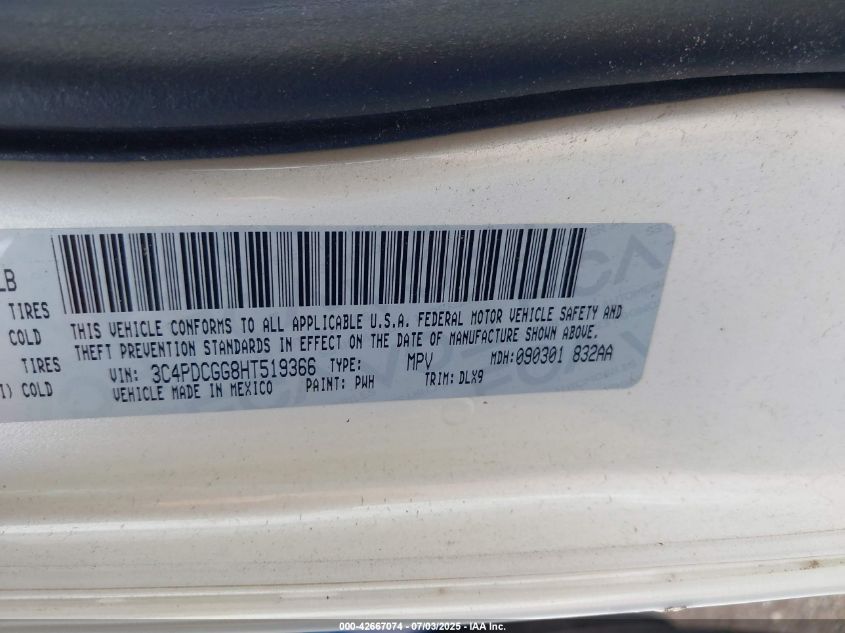 LB
TIRES
COLD
TIRES
) COLD
THIS VEHICLE CONFORMS TO ALL APPLICABLE U.S.A. FEDERAL MOTOR VEHICLE SAFETY AND
THEFT PREVENTION STANDARDS IN EFFECT ON THE DATE OF MANUFACTURE SHOWN ABOVE.
VIN: 3C4PDCGG8HT519366 TYPE: MPV MDH: 090301 832AA
VEHICLE MADE IN MEXICO PAINT: PWH TRIM: DLX9
000-42667074 / 07/03/2025 - IAA Inc.